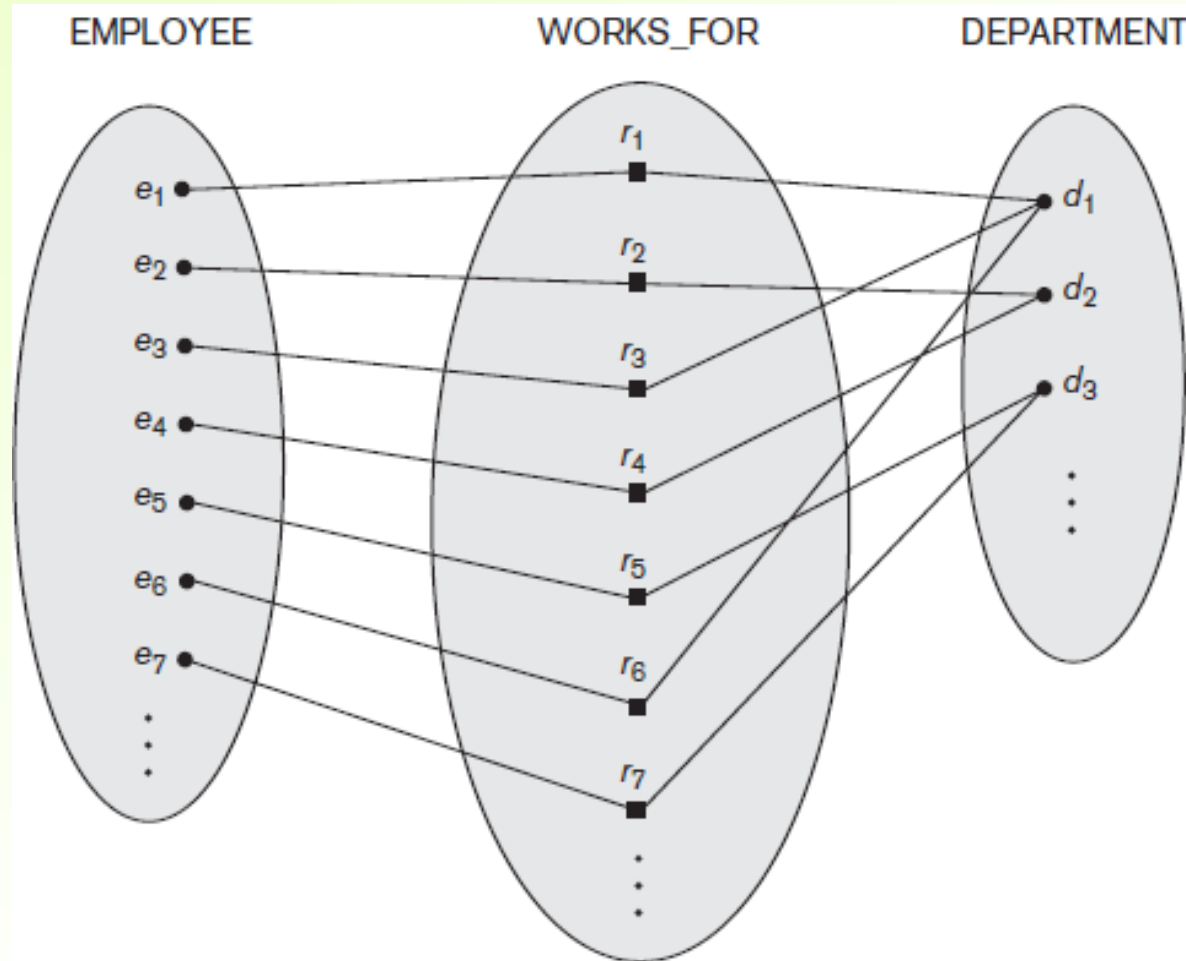 EMPLOYEE WORKS_FOR DEPARTMENT
r₁
e₁ d₁
r₂
e₂ d₂
e₃ r₃
d₃
e₄ r₄
e₅
r₅
e₆
e₇ r₆
r₇